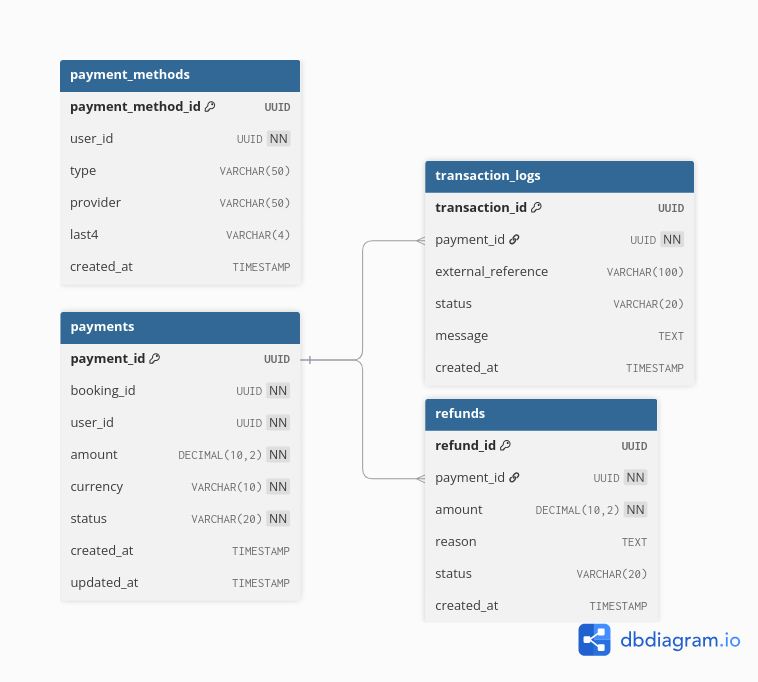 payment_methods
payment_method_id UUID
user_id UUID NN
type VARCHAR(50)
provider VARCHAR(50)
last4 VARCHAR(4)
created_at TIMESTAMP
payments
payment_id UUID
booking_id UUID NN
user_id UUID NN
amount DECIMAL(10,2) NN
currency VARCHAR(10) NN
status VARCHAR(20) NN
created_at TIMESTAMP
updated_at TIMESTAMP
transaction_logs
transaction_id UUID
payment_id UUID NN
external_reference VARCHAR(100)
status VARCHAR(20)
message TEXT
created_at TIMESTAMP
refunds
refund_id UUID
payment_id UUID NN
amount DECIMAL(10,2) NN
reason TEXT
status VARCHAR(20)
created_at TIMESTAMP
dbdiagram.io